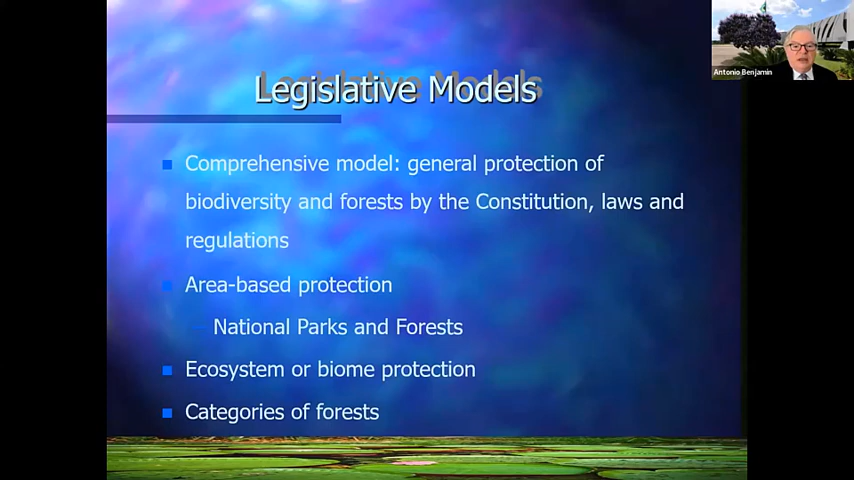 Legislative Models
Antonio Benjamin
Comprehensive model: general protection of
biodiversity and forests by the Constitution, laws and
regulations
Area-based protection
– National Parks and Forests
Ecosystem or biome protection
Categories of forests